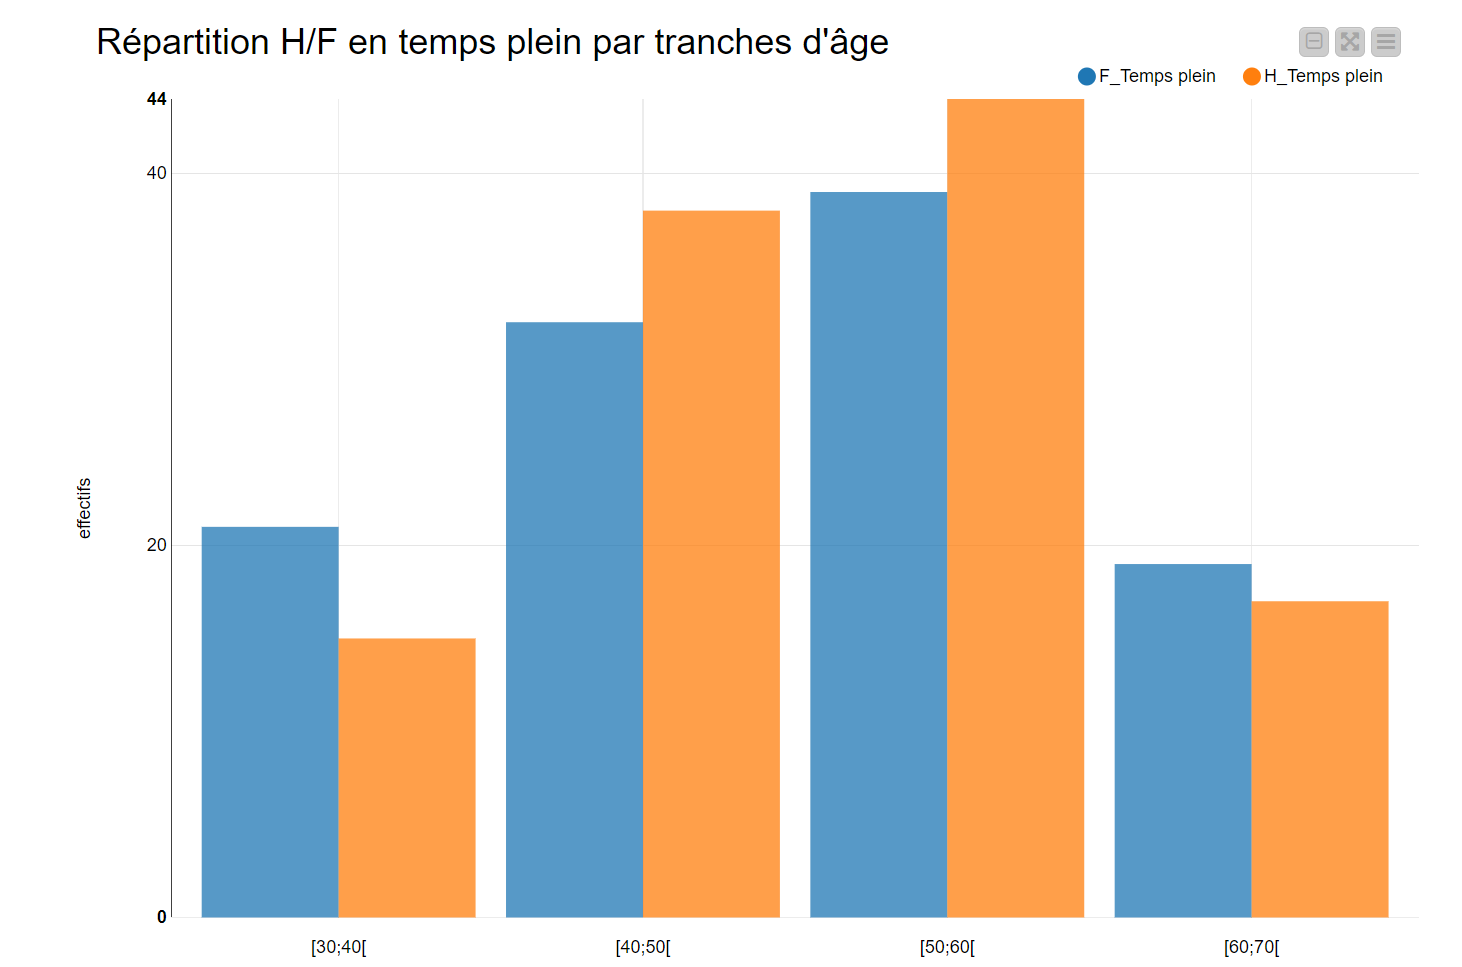 Répartition H/F en temps plein par tranches d'âge
F_Temps plein H_Temps plein
44
40
20
0
effectifs
[30;40[ [40;50[ [50;60[ [60;70[